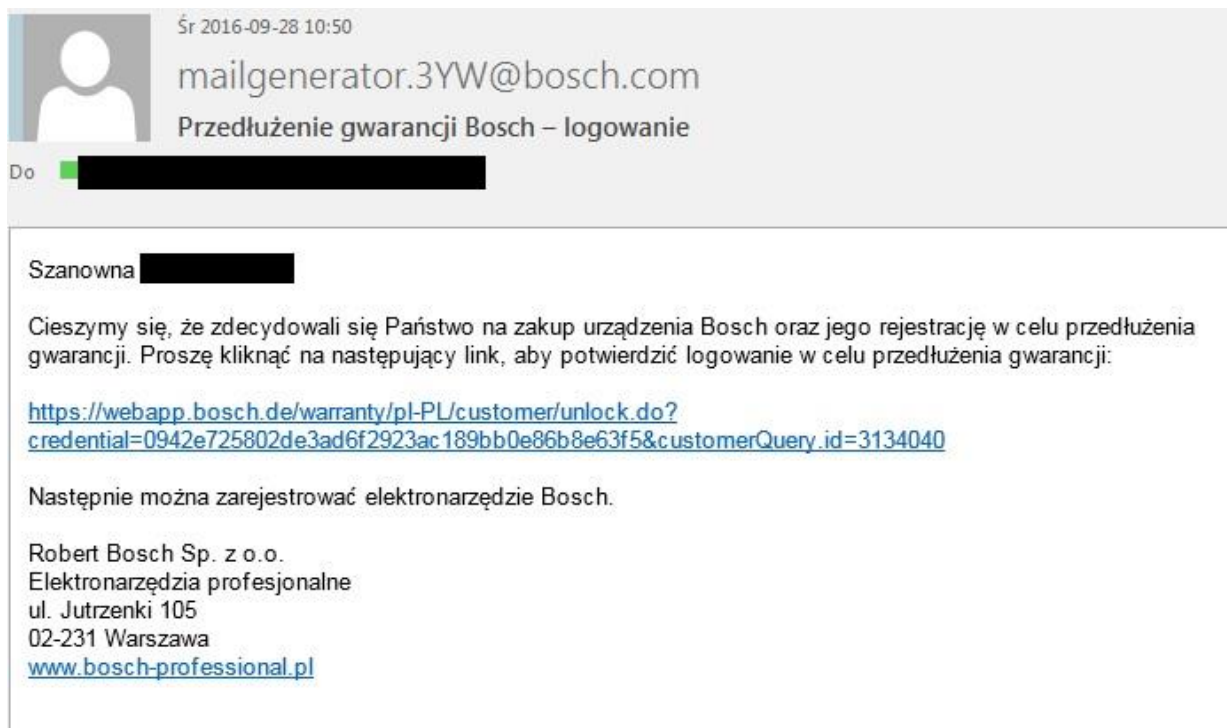 Śr 2016-09-28 10:50
mailgenerator.3YW@bosch.com
Przedłużenie gwarancji Bosch – logowanie
Do
Szanowna
Cieszymy się, że zdecydowali się Państwo na zakup urządzenia Bosch oraz jego rejestrację w celu przedłużenia
gwarancji. Proszę kliknąć na następujący link, aby potwierdzić logowanie w celu przedłużenia gwarancji:
https://webapp.bosch.de/warranty/pl-PL/customer/unlock.do?
credential=0942e725802de3ad6f2923ac189bb0e86b8e63f5&customerQuery.id=3134040
Następnie można zarejestrować elektronarzędzie Bosch.
Robert Bosch Sp. z o.o.
Elektronarzędzia profesjonalne
ul. Jutrzenki 105
02-231 Warszawa
www.bosch-professional.pl